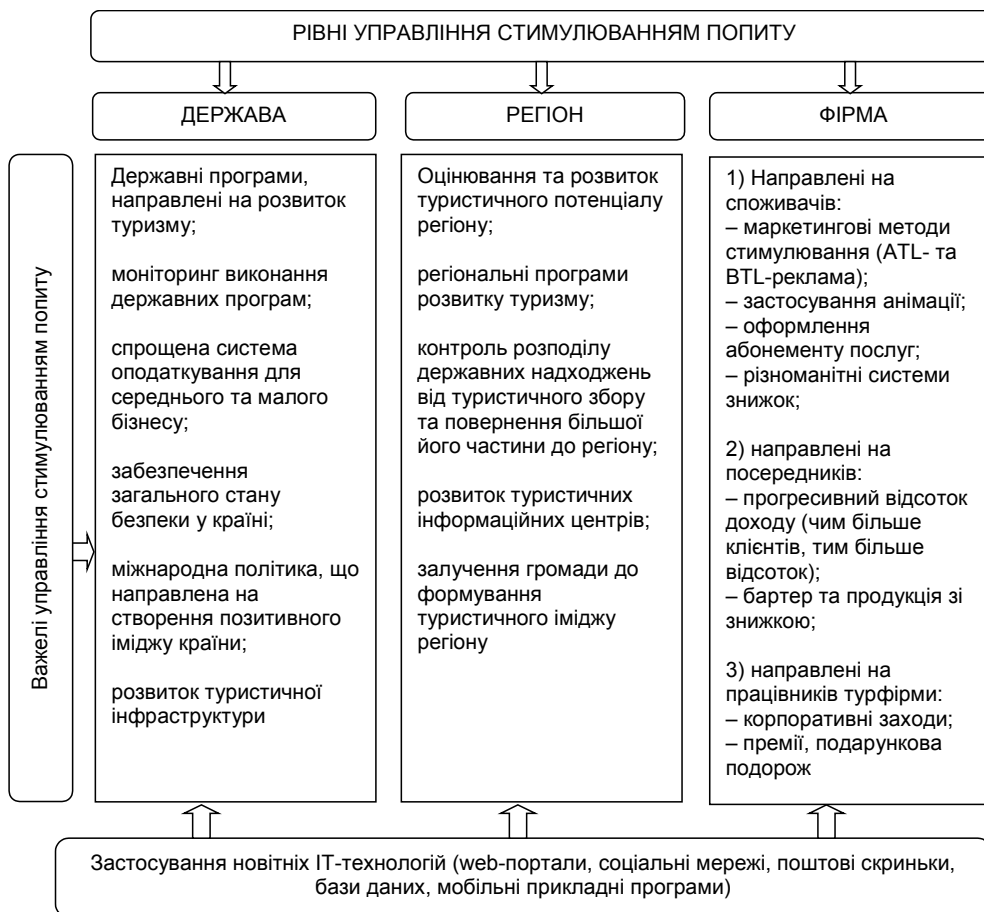 РІВНІ УПРАВЛІННЯ СТИМУЛЮВАННЯМ ПОПИТУ
ДЕРЖАВА
РЕГІОН
ФІРМА
Важелі управління стимулюванням попиту
Державні програми,
направлені на розвиток
туризму;
моніторинг виконання
державних програм;
спрощена система
оподаткування для
середнього та малого
бізнесу;
забезпечення
загального стану
безпеки у країні;
міжнародна політика, що
направлена на
створення позитивного
іміджу країни;
розвиток туристичної
інфраструктури
Оцінювання та розвиток
туристичного потенціалу
регіону;
регіональні програми
розвитку туризму;
контроль розподілу
державних надходжень
від туристичного збору
та повернення більшої
його частини до регіону;
розвиток туристичних
інформаційних центрів;
залучення громади до
формування
туристичного іміджу
регіону
1) Направлені на
споживачів:
– маркетингові методи
стимулювання (ATL- та
BTL-реклама);
– застосування анімації;
– оформлення
абонементу послуг;
– різноманітні системи
знижок;
2) направлені на
посередників:
– прогресивний відсоток
доходу (чим більше
клієнтів, тим більше
відсоток);
– бартер та продукція зі
знижкою;
3) направлені на
працівників турфірми:
– корпоративні заходи;
– премії, подарункова
подорож
Застосування новітніх ІТ-технологій (web-портали, соціальні мережі, поштові скриньки,
бази даних, мобільні прикладні програми)